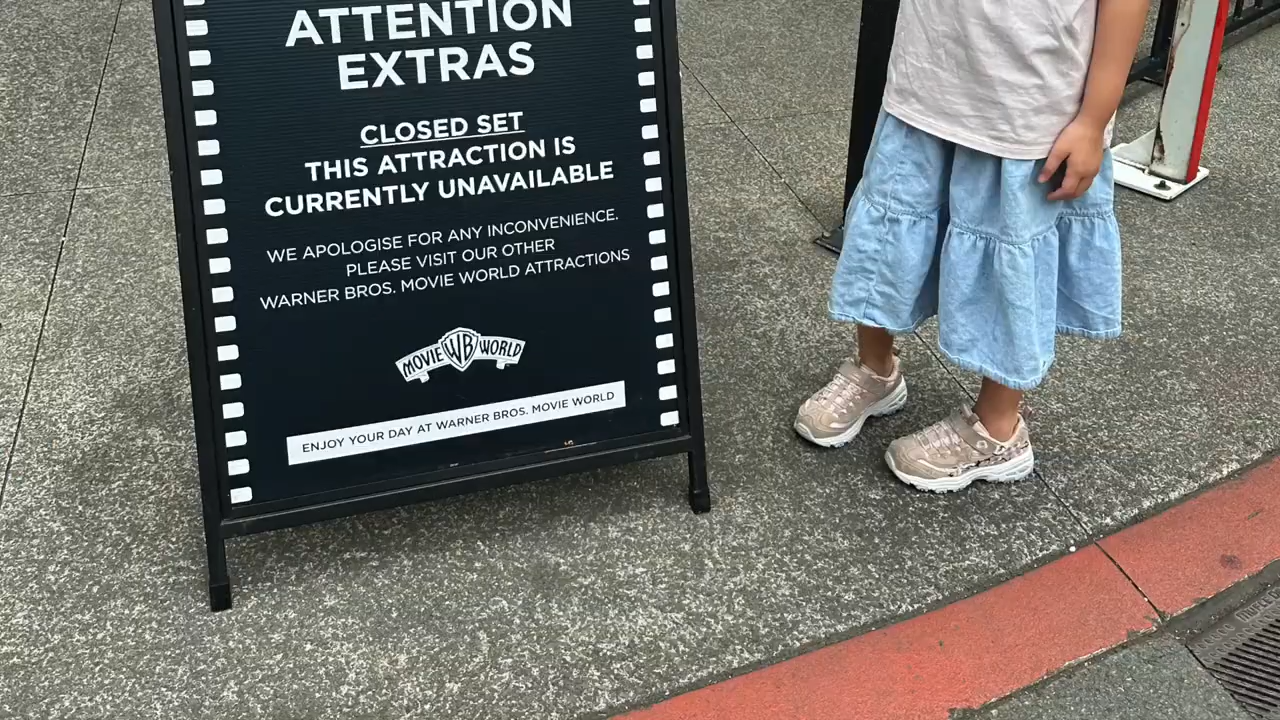 ATTENTION
EXTRAS
CLOSED SET
THIS ATTRACTION IS
CURRENTLY UNAVAILABLE
WE APOLOGISE FOR ANY INCONVENIENCE.
PLEASE VISIT OUR OTHER
WARNER BROS. MOVIE WORLD ATTRACTIONS
MOVIE WB WORLD
ENJOY YOUR DAY AT WARNER BROS. MOVIE WORLD